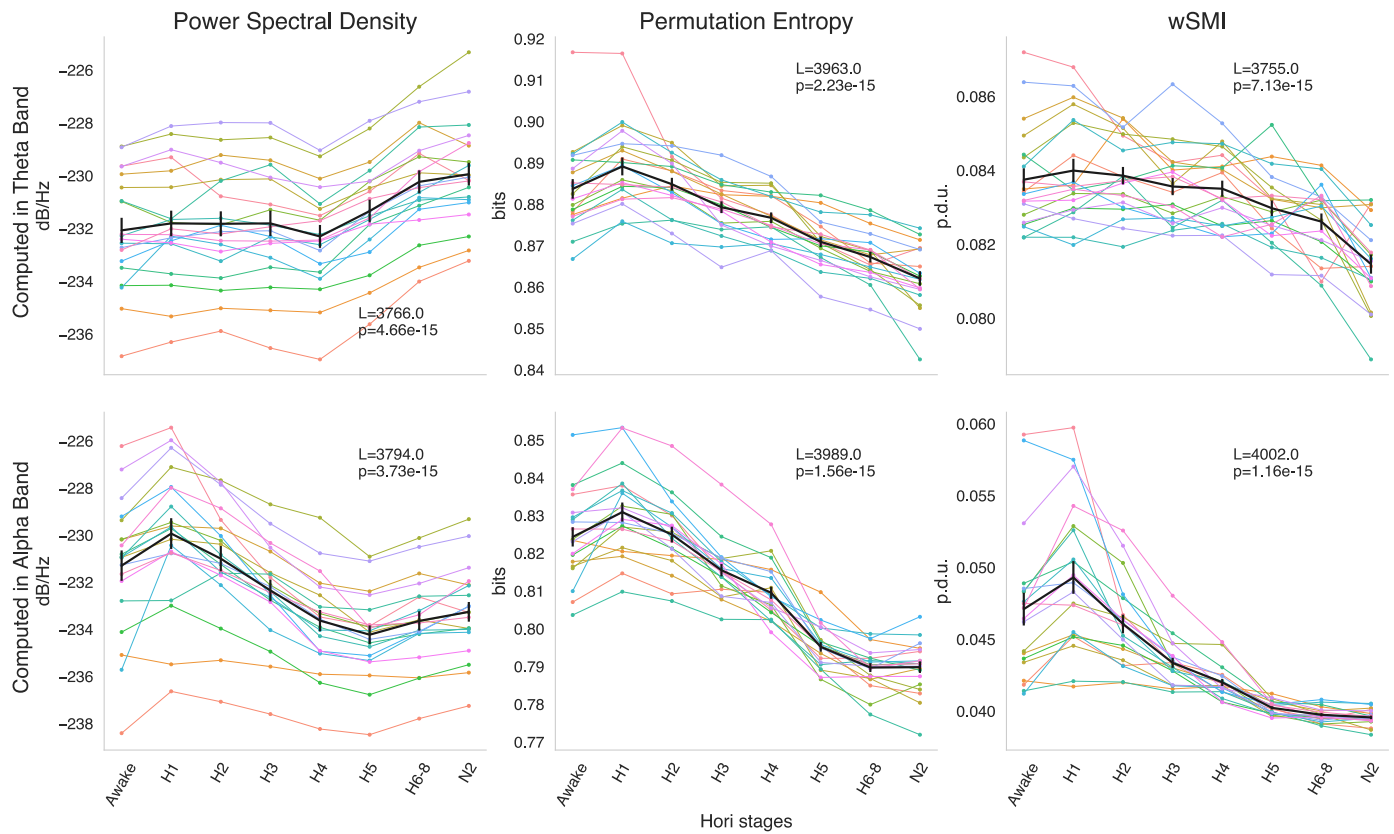 Power Spectral Density
Permutation Entropy
wSMI
Computed in Theta Band
dB/Hz
−226
−228
−230
−232
−234
−236
L=3766.0
p=4.66e-15
bits
0.92
0.91
0.90
0.89
0.88
0.87
0.86
0.85
0.84
L=3963.0
p=2.23e-15
p.d.u.
0.086
0.084
0.082
0.080
L=3755.0
p=7.13e-15
Computed in Alpha Band
dB/Hz
−226
−228
−230
−232
−234
−236
−238
L=3794.0
p=3.73e-15
bits
0.85
0.84
0.83
0.82
0.81
0.80
0.79
0.78
0.77
L=3989.0
p=1.56e-15
p.d.u.
0.060
0.055
0.050
0.045
0.040
L=4002.0
p=1.16e-15
Awake H1 H2 H3 H4 H5 H6-8 N2
Awake H1 H2 H3 H4 H5 H6-8 N2
Awake H1 H2 H3 H4 H5 H6-8 N2
Hori stages